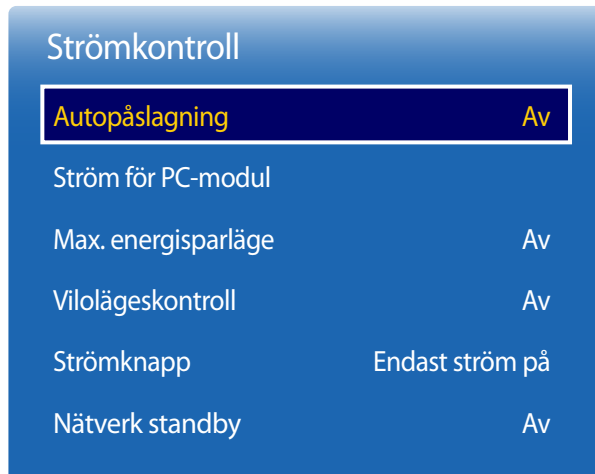 Strömkontroll
Autopåslagning Av
Ström för PC-modul
Max. energisparläge Av
Vilolägeskontroll Av
Strömknapp Endast ström på
Nätverk standby Av